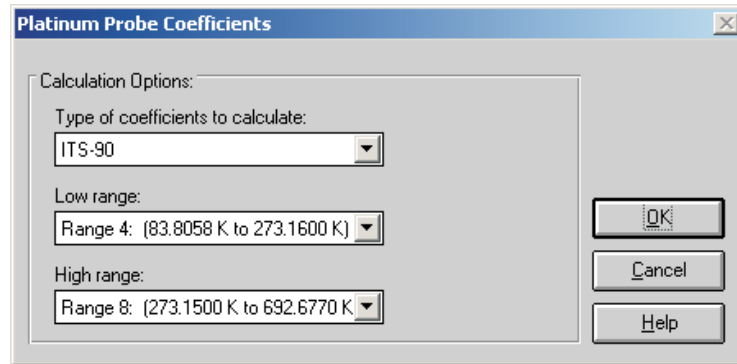 Platinum Probe Coefficients
Calculation Options:
Type of coefficients to calculate:
ITS-90
Low range:
Range 4: (83.8058 K to 273.1600 K)
High range:
Range 8: (273.1500 K to 692.6770 K
OK
Cancel
Help